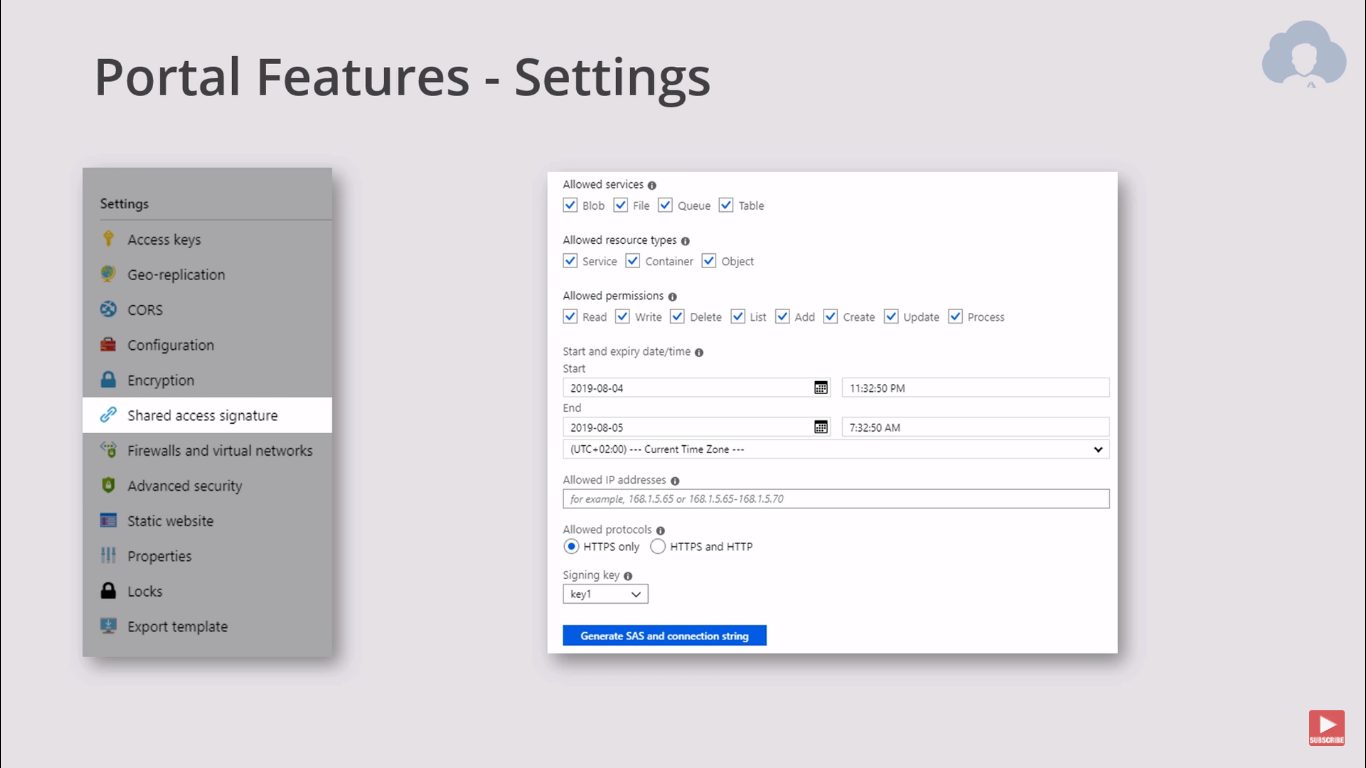 Portal Features - Settings
Settings
Access keys
Geo-replication
CORS
Configuration
Encryption
Shared access signature
Firewalls and virtual networks
Advanced security
Static website
Properties
Locks
Export template
Allowed services
Blob File Queue Table
Allowed resource types
Service Container Object
Allowed permissions
Read Write Delete List Add Create Update Process
Start and expiry date/time
Start
2019-08-04 11:32:50 PM
End
2019-08-05 7:32:50 AM
(UTC+02:00) --- Current Time Zone ---
Allowed IP addresses
for example, 168.1.5.65 or 168.1.5.65-168.1.5.70
Allowed protocols
HTTPS only HTTPS and HTTP
Signing key
key1
Generate SAS and connection string
SUBSCRIBE